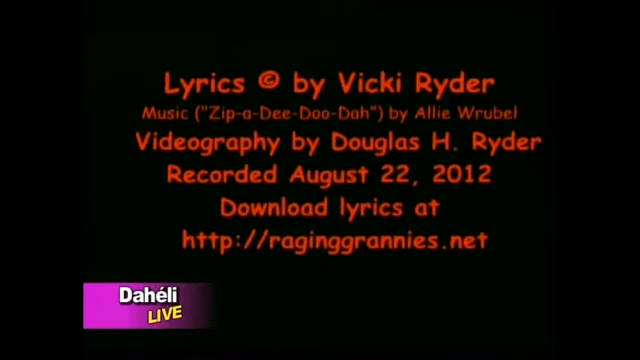 Lyrics © by Vicki Ryder
Music ("Zip-a-Dee-Doo-Dah") by Allie Wrubel
Videography by Douglas H. Ryder
Recorded August 22, 2012
Download lyrics at
http://raginggrannies.net
Dahéli
LIVE